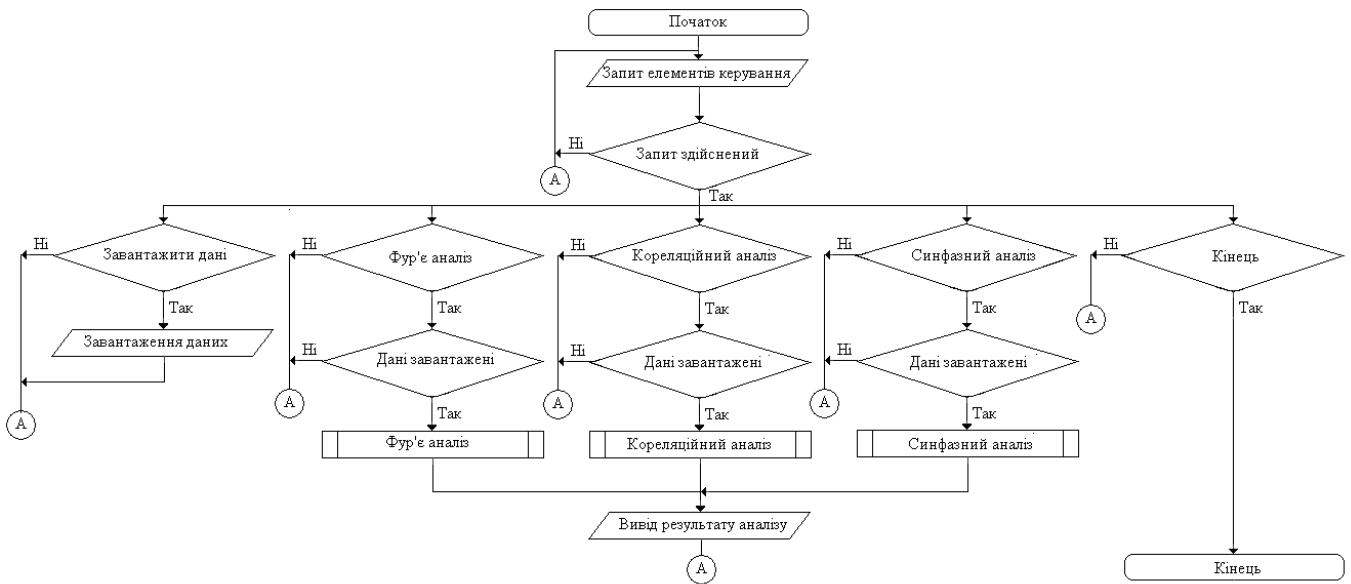 Початок
Запит елементів керування
Ні
Запит здійснений
А
Так
Ні
Завантажити дані
Ні
Фур'є аналіз
Ні
Кореляційний аналіз
Ні
Синфазний аналіз
Ні
Кінець
Так
Так
Так
Так
Так
А
Завантаження даних
Ні
Дані завантажені
Ні
Дані завантажені
Ні
Дані завантажені
А
А
А
А
Так
Так
Так
Фур'є аналіз
Кореляційний аналіз
Синфазний аналіз
Вивід результату аналізу
А
Кінець